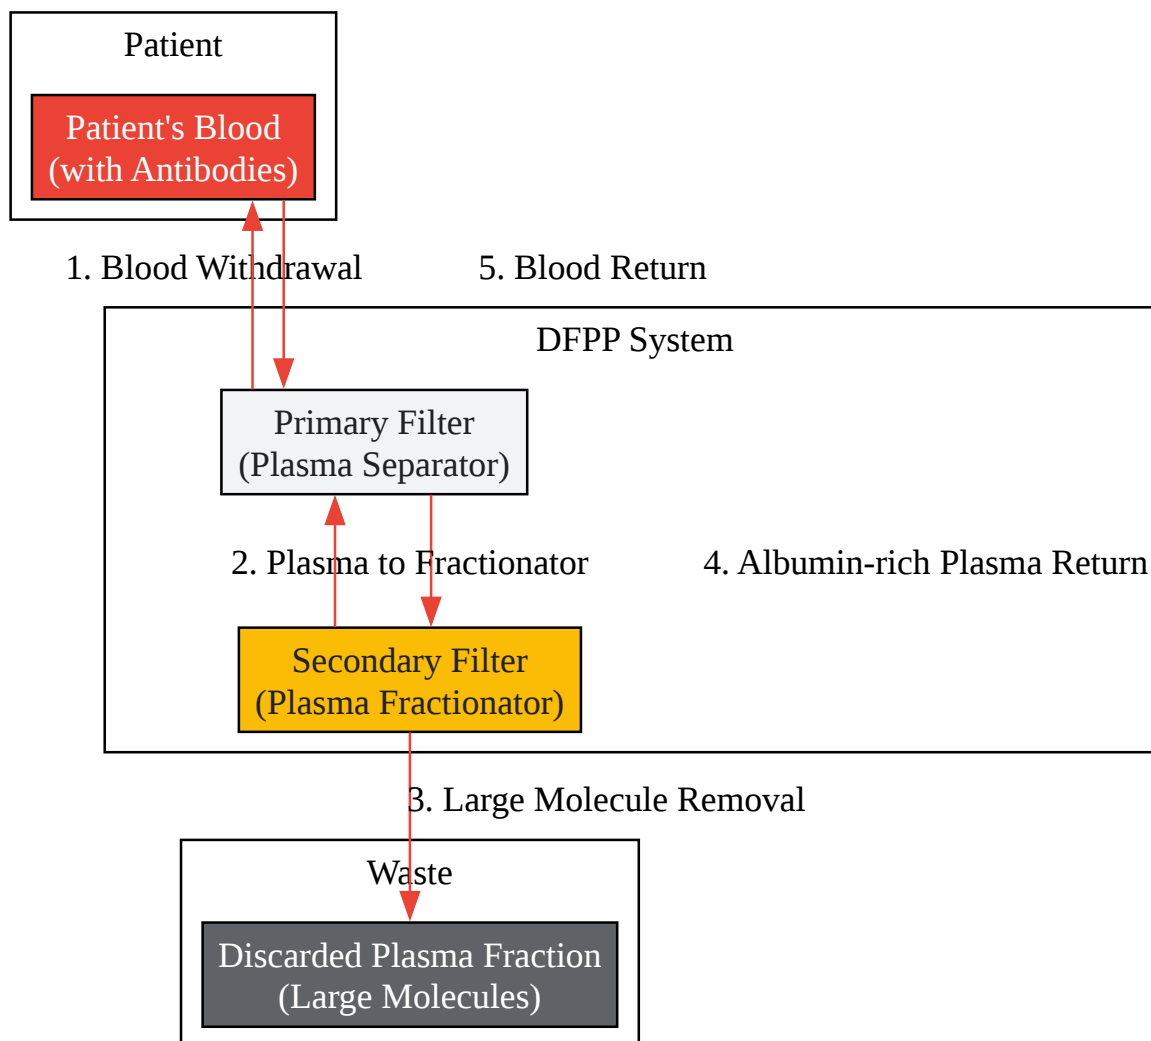 Patient
Patient's Blood
(with Antibodies)
1. Blood Withdrawal
5. Blood Return
DFPP System
Primary Filter
(Plasma Separator)
2. Plasma to Fractionator
4. Albumin-rich Plasma Return
Secondary Filter
(Plasma Fractionator)
3. Large Molecule Removal
Waste
Discarded Plasma Fraction
(Large Molecules)